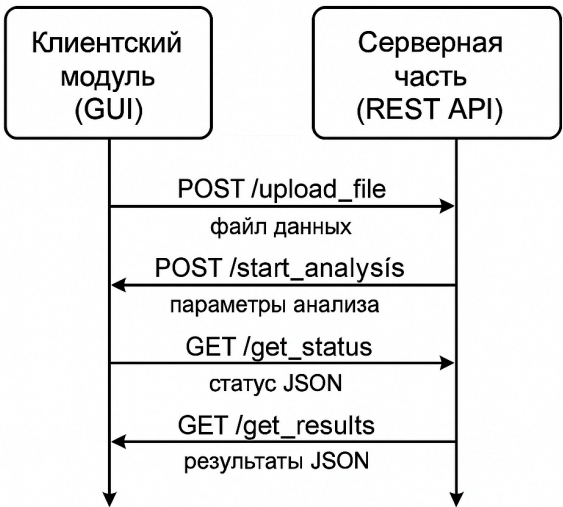 Клиентский
модуль
(GUI)
Серверная
часть
(REST API)
POST /upload_file
файл данных
POST /start_analysís
параметры анализа
GET /get_status
статус JSON
GET /get_results
результаты JSON